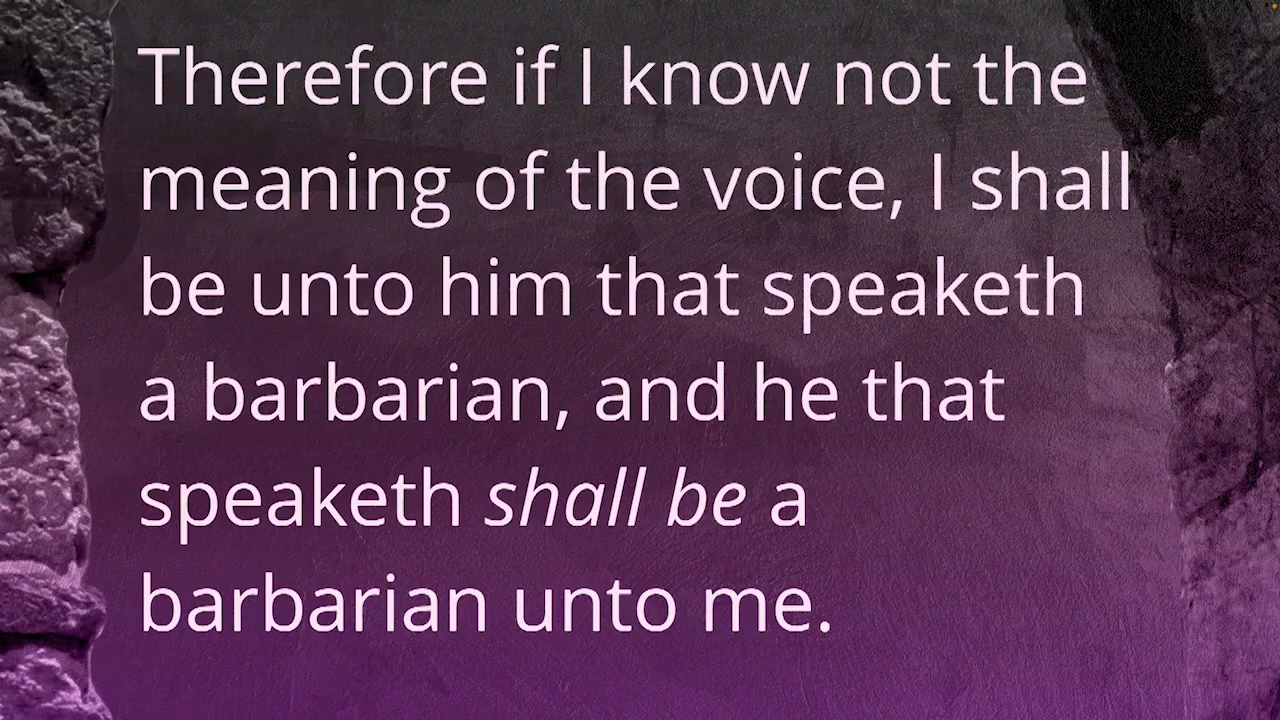 Therefore if I know not the
meaning of the voice, I shall
be unto him that speaketh
a barbarian, and he that
speaketh shall be a
barbarian unto me.